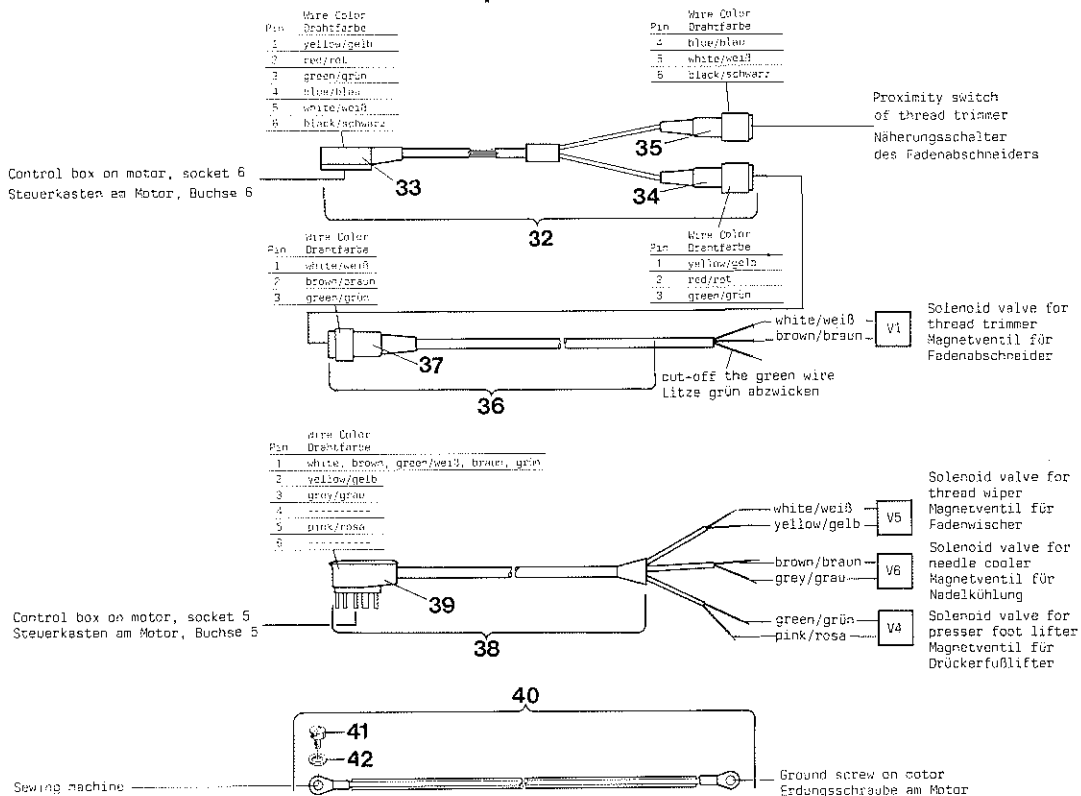 Wire Color
Pin Drahtfarbe
1 yellow/gelb
2 red/rot
3 green/grün
4 blue/blau
5 white/weiß
6 black/schwarz
Wire Color
Pin Drahtfarbe
4 blue/blau
5 white/weiß
6 black/schwarz
Proximity switch
of thread trimmer
Näherungsschalter
des Fadenabschneiders
35
33
34
Control box on motor, socket 6
Steuerkasten am Motor, Buchse 6
32
Wire Color
Pin Drahtfarbe
1 white/weiß
2 brown/braun
3 green/grün
Wire Color
Pin Drahtfarbe
1 yellow/gelb
2 red/rot
3 green/grün
white/weiß
brown/braun
V1
Solenoid valve for
thread trimmer
Magnetventil für
Fadenabschneider
37
cut-off the green wire
Litze grün abzwicken
36
Wire Color
Pin Drahtfarbe
1 white, brown, green/weiß, braun, grün
2 yellow/gelb
3 grey/grau
4 ----------
5 pink/rosa
6 ----------
white/weiß
yellow/gelb
V5
Solenoid valve for
thread wiper
Magnetventil für
Fadenwischer
brown/braun
grey/grau
V6
Solenoid valve for
needle cooler
Magnetventil für
Nadelkühlung
39
Control box on motor, socket 5
Steuerkasten am Motor, Buchse 5
38
green/grün
pink/rosa
V4
Solenoid valve for
presser foot lifter
Magnetventil für
Drückerfußlifter
40
41
42
Sewing machine
Ground screw on motor
Erdungsschraube am Motor